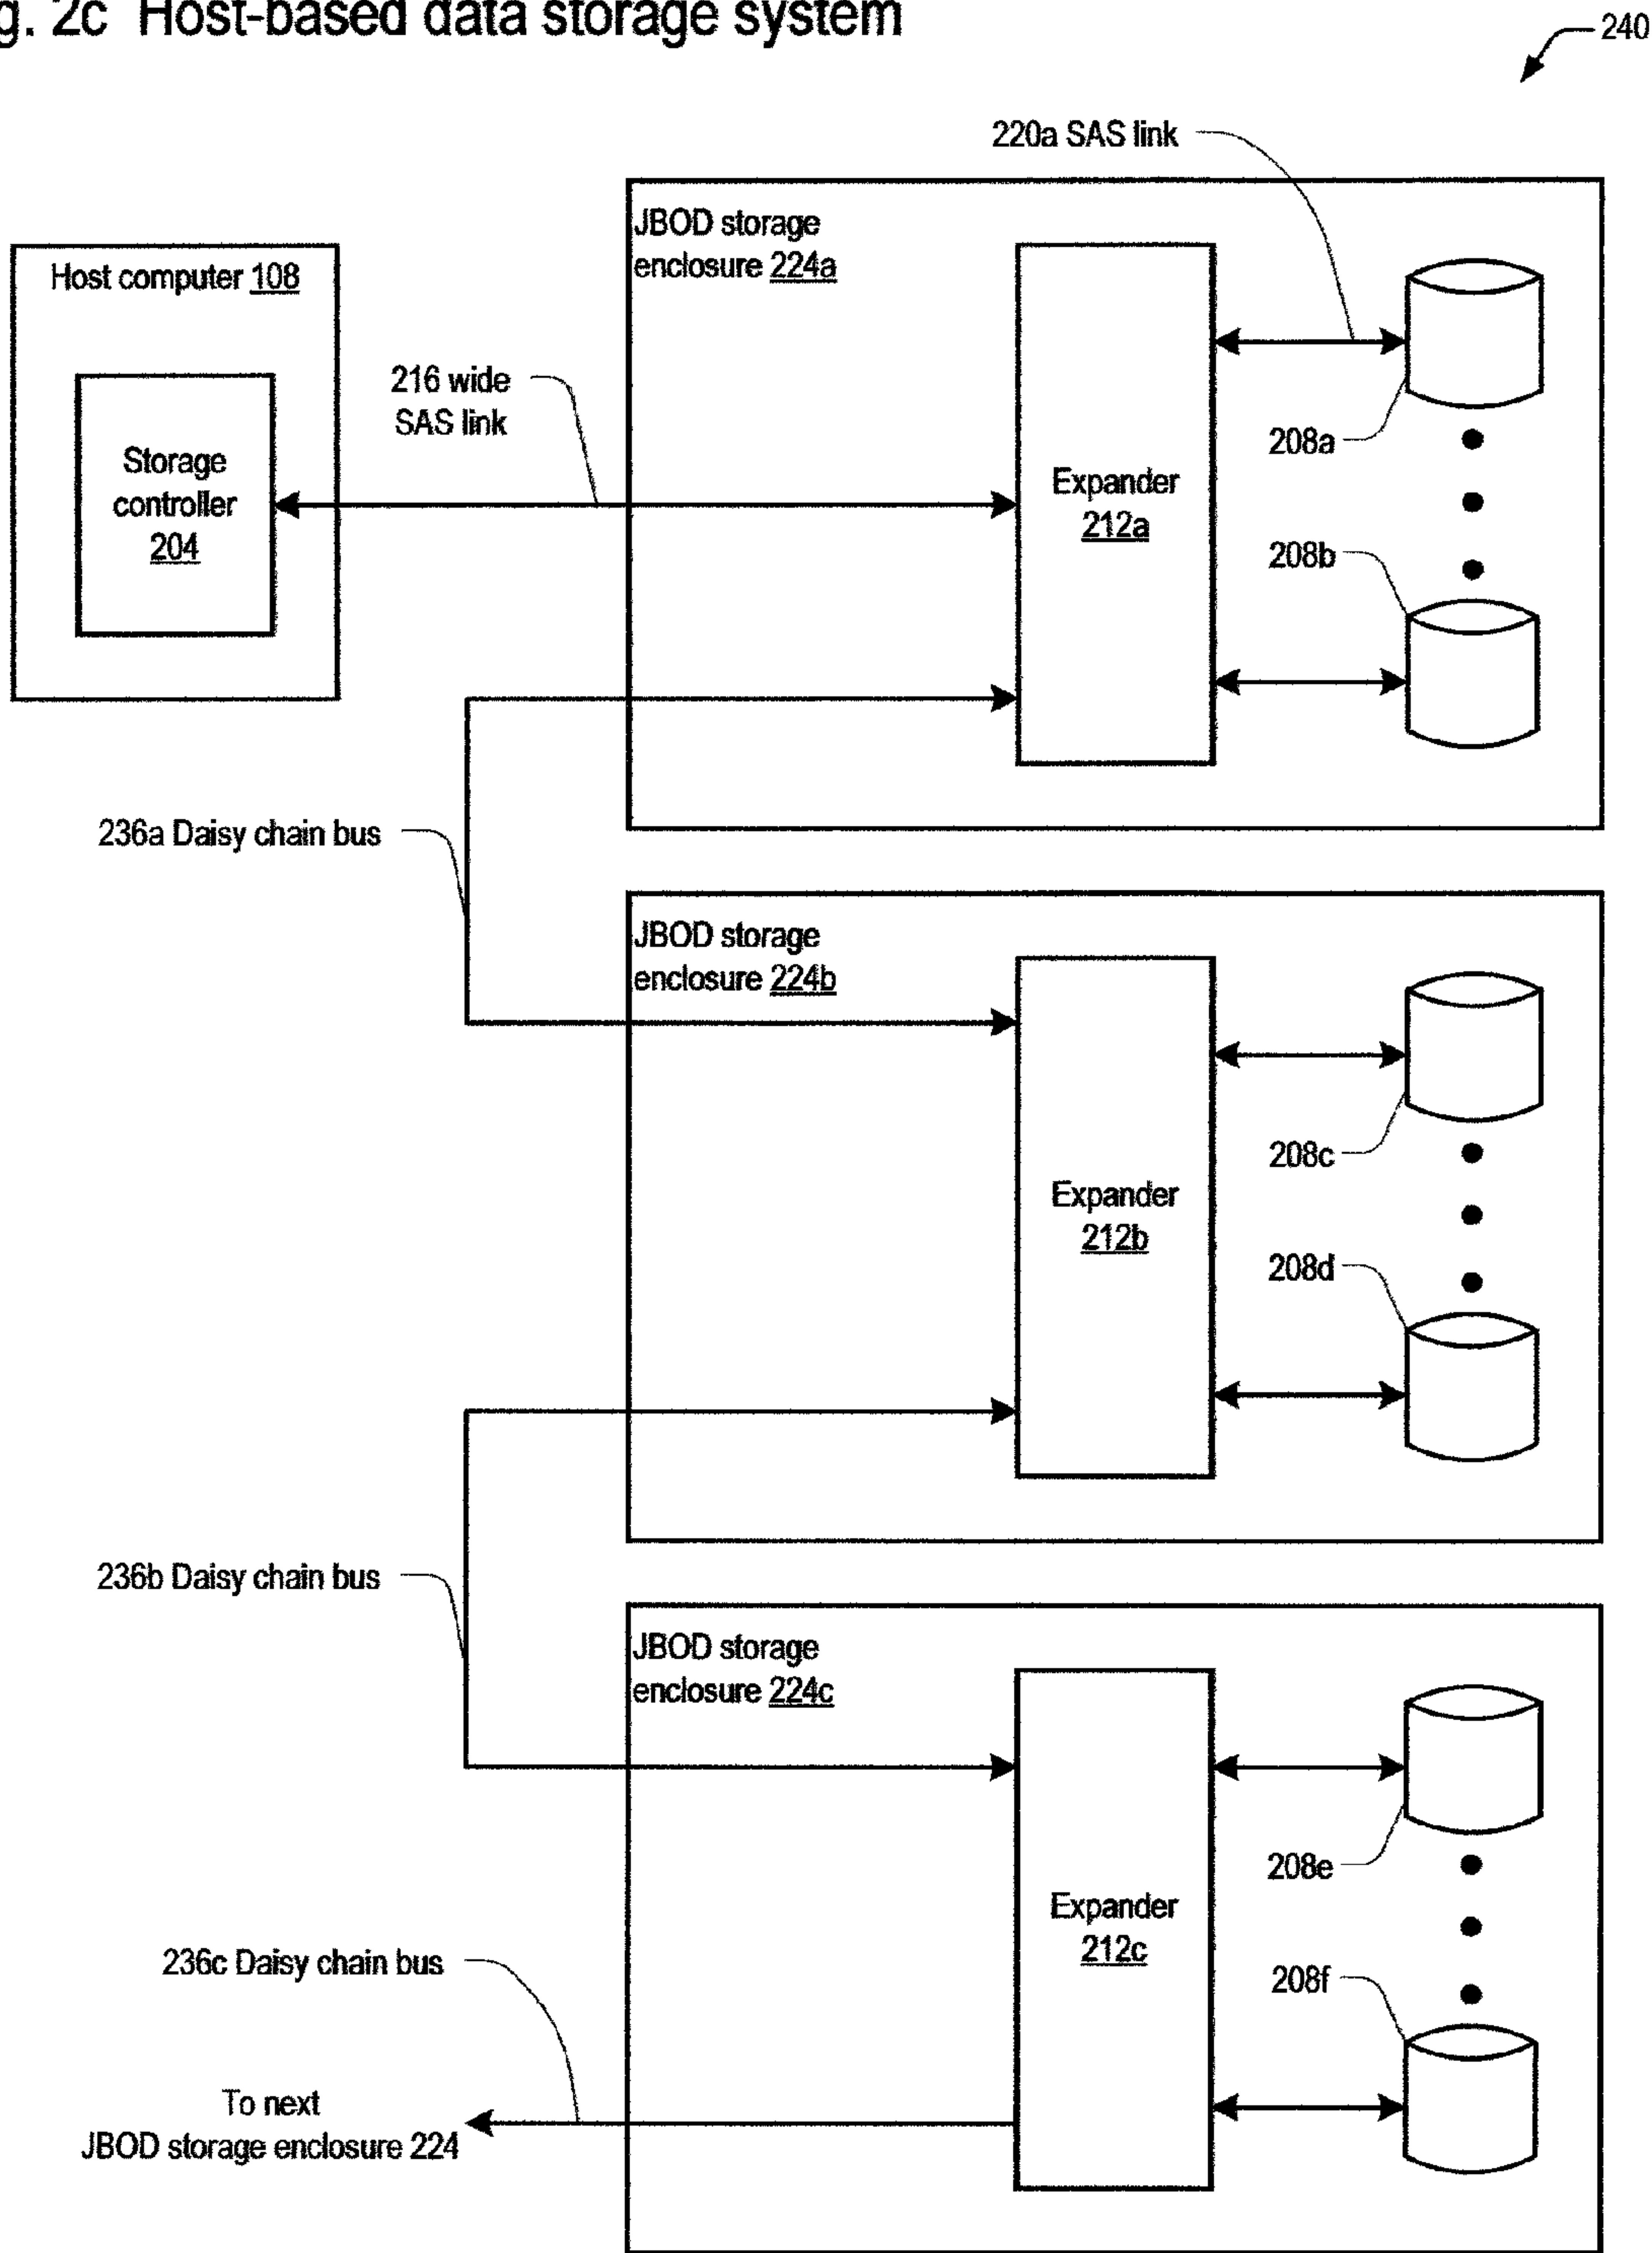 g. 2c Host-based data storage system
240
220a SAS link
JBOD storage
enclosure 224a
Host computer 108
216 wide
SAS link
Storage
controller
204
Expander
212a
208a
208b
236a Daisy chain bus
JBOD storage
enclosure 224b
Expander
212b
208c
208d
236b Daisy chain bus
JBOD storage
enclosure 224c
Expander
212c
208e
208f
236c Daisy chain bus
To next
JBOD storage enclosure 224